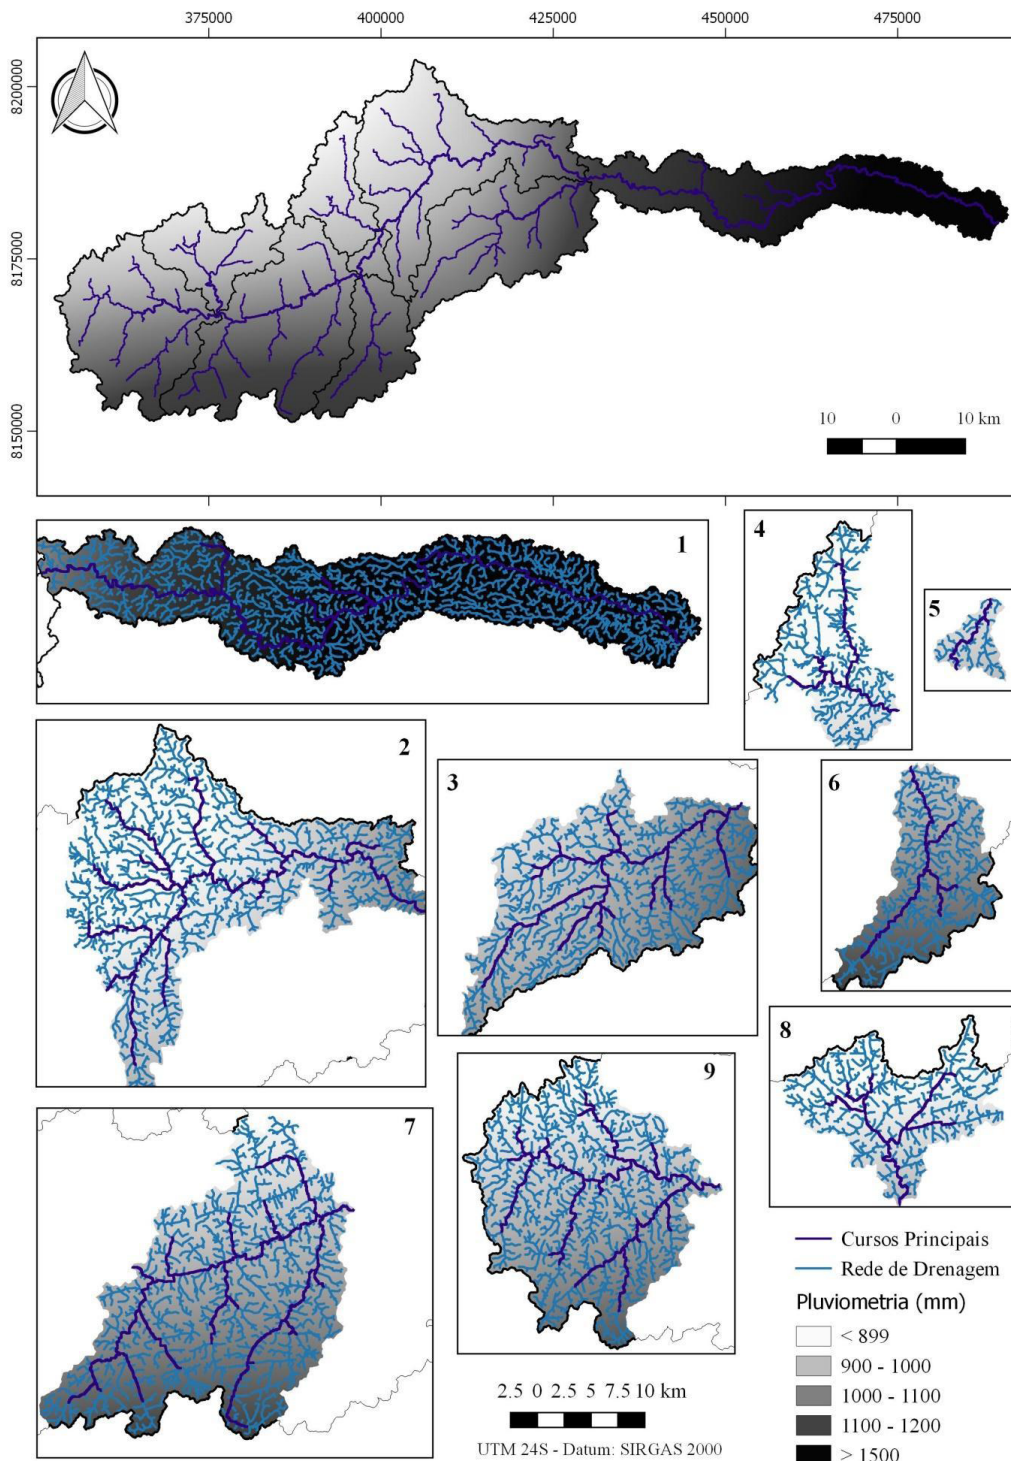 375000 400000 425000 450000 475000
8200000
8175000
8150000
10 0 10 km
1
4
5
2
3
6
8
9
7
Cursos Principais
Rede de Drenagem
Pluviometria (mm)
< 899
900 - 1000
1000 - 1100
1100 - 1200
> 1500
2.5 0 2.5 5 7.5 10 km
UTM 24S - Datum: SIRGAS 2000